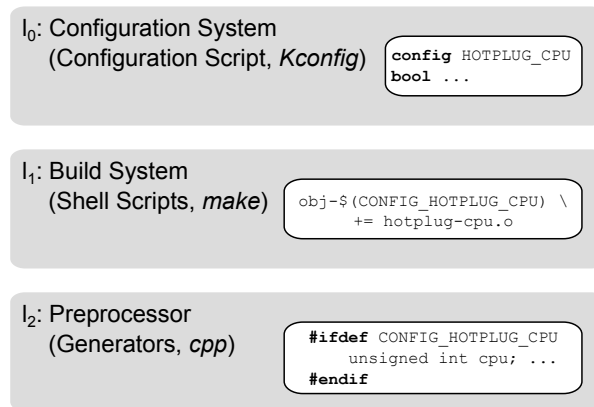 l₀: Configuration System
(Configuration Script, Kconfig)
config HOTPLUG_CPU
bool ...
l₁: Build System
(Shell Scripts, make)
obj-$(CONFIG_HOTPLUG_CPU) \
+= hotplug-cpu.o
l₂: Preprocessor
(Generators, cpp)
#ifdef CONFIG_HOTPLUG_CPU
unsigned int cpu; ...
#endif